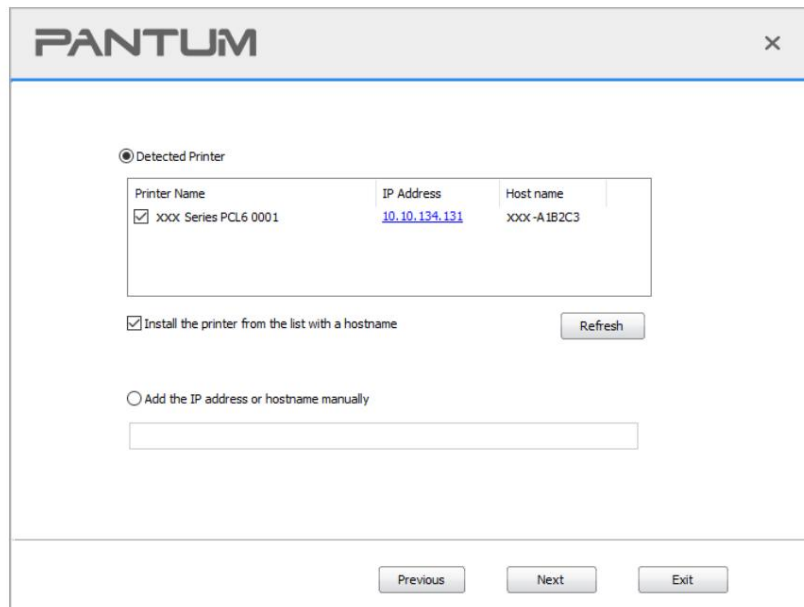 PANTUM
Detected Printer
Printer Name IP Address Host name
xxx Series PCL6 0001 10.10.134.131 xxx-A1B2C3
Install the printer from the list with a hostname
Refresh
Add the IP address or hostname manually
Previous Next Exit